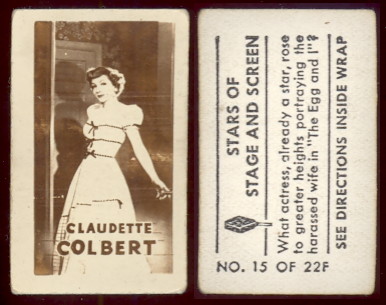 CLAUDETTE
COLBERT
STARS OF
STAGE AND SCREEN
What actress, already a star, rose
to greater heights portraying the
harassed wife in "The Egg and I"?
SEE DIRECTIONS INSIDE WRAP
NO. 15 OF 22F